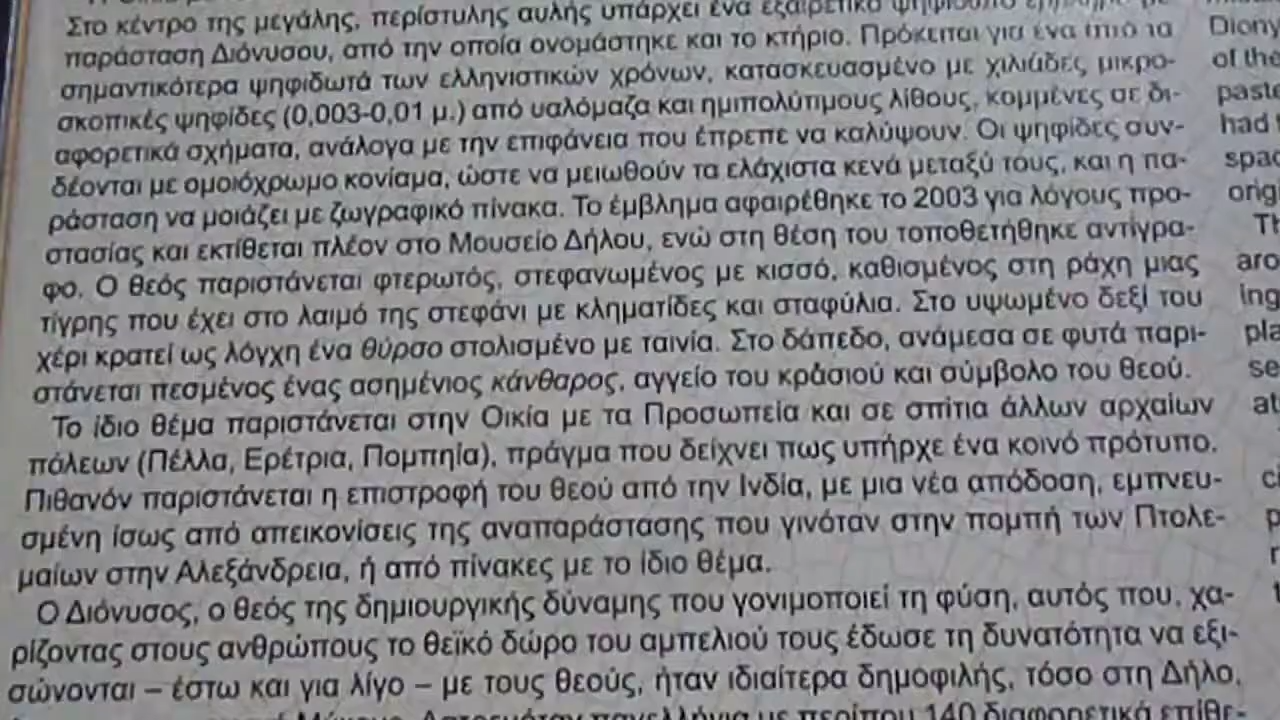 Στο κέντρο της μεγάλης, περίστυλης αυλής υπάρχει ένα εξαιρετικό
παράσταση Διόνυσου, από την οποία ονομάστηκε και το κτήριο. Πρόκειται για ένα από τα
σημαντικότερα ψηφιδωτά των ελληνιστικών χρόνων, κατασκευασμένο με χιλιάδες μικρο-
σκοπικές ψηφίδες (0,003-0,01 μ.) από υαλόμαζα και ημιπολύτιμους λίθους, κομμένες σε δι-
αφορετικά σχήματα, ανάλογα με την επιφάνεια που έπρεπε να καλύψουν. Οι ψηφίδες συν-
δέονται με ομοιόχρωμο κονίαμα, ώστε να μειωθούν τα ελάχιστα κενά μεταξύ τους, και η πα-
ράσταση να μοιάζει με ζωγραφικό πίνακα. Το έμβλημα αφαιρέθηκε το 2003 για λόγους προ-
στασίας και εκτίθεται πλέον στο Μουσείο Δήλου, ενώ στη θέση του τοποθετήθηκε αντίγρα-
φο. Ο θεός παριστάνεται φτερωτός, στεφανωμένος με κισσό, καθισμένος στη ράχη μιας
τίγρης που έχει στο λαιμό της στεφάνι με κληματίδες και σταφύλια. Στο υψωμένο δεξί του
χέρι κρατεί ως λόγχη ένα θύρσο στολισμένο με ταινία. Στο δάπεδο, ανάμεσα σε φυτά παρι-
στάνεται πεσμένος ένας ασημένιος κάνθαρος, αγγείο του κρασιού και σύμβολο του θεού.
Το ίδιο θέμα παριστάνεται στην Οικία με τα Προσωπεία και σε σπίτια άλλων αρχαίων
πόλεων (Πέλλα, Ερέτρια, Πομπηία), πράγμα που δείχνει πως υπήρχε ένα κοινό πρότυπο.
Πιθανόν παριστάνεται η επιστροφή του θεού από την Ινδία, με μια νέα απόδοση, εμπνευ-
σμένη ίσως από απεικονίσεις της αναπαράστασης που γινόταν στην πομπή των Πτολε-
μαίων στην Αλεξάνδρεια, ή από πίνακες με το ίδιο θέμα.
Ο Διόνυσος, ο θεός της δημιουργικής δύναμης που γονιμοποιεί τη φύση, αυτός που, χα-
ρίζοντας στους ανθρώπους το θεϊκό δώρο του αμπελιού τους έδωσε τη δυνατότητα να εξι-
σώνονται – έστω και για λίγο – με τους θεούς, ήταν ιδιαίτερα δημοφιλής, τόσο στη Δήλο,
με περίπου 140 διαφορετικά επίθε-
Diony
of the
paste
had
spac
orig
Th
aro
ing
pla
se
at